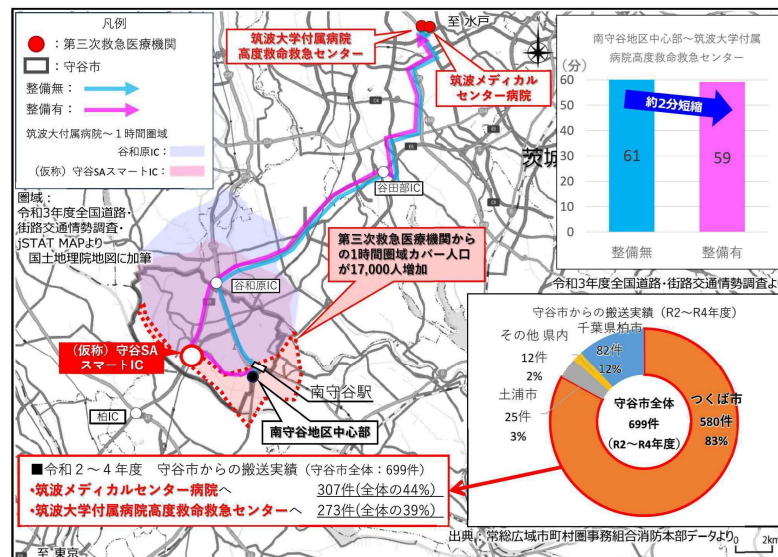 凡例
：第三次救急医療機関
：守谷市
整備無：
整備有：
筑波大付属病院～１時間圏域
谷和原IC：
（仮称）守谷SAスマートIC：
圏域：
令和3年度全国道路・
街路交通情勢調査・
jSTAT MAPより
国土地理院地図に加筆
至 水戸
筑波大学付属病院
高度救命救急センター
筑波メディカル
センター病院
茨城
谷田部IC
谷和原IC
第三次救急医療機関から
の1時間圏域カバー人口
が17,000人増加
（仮称）守谷SA
スマートIC
南守谷駅
柏IC
南守谷地区中心部
南守谷地区中心部～筑波大学付属
病院高度救命救急センター
(分)
60
50
40
30
20
10
0
約2分短縮
61
59
整備無
整備有
令和3年度全国道路・街路交通情勢調査より
守谷市からの搬送実績（R2～R4年度）
千葉県柏市
82件
12%
その他 県内
12件
2%
土浦市
25件
3%
つくば市
580件
83%
守谷市全体
699件
（R2～R4年度）
■令和２～４年度　守谷市からの搬送実績（守谷市全体：699件）
・筑波メディカルセンター病院へ　307件(全体の44%）
・筑波大学付属病院高度救命救急センターへ　273件(全体の39%）
出典：常総広域市町村圏事務組合消防本部データより
至 東京
0 2km